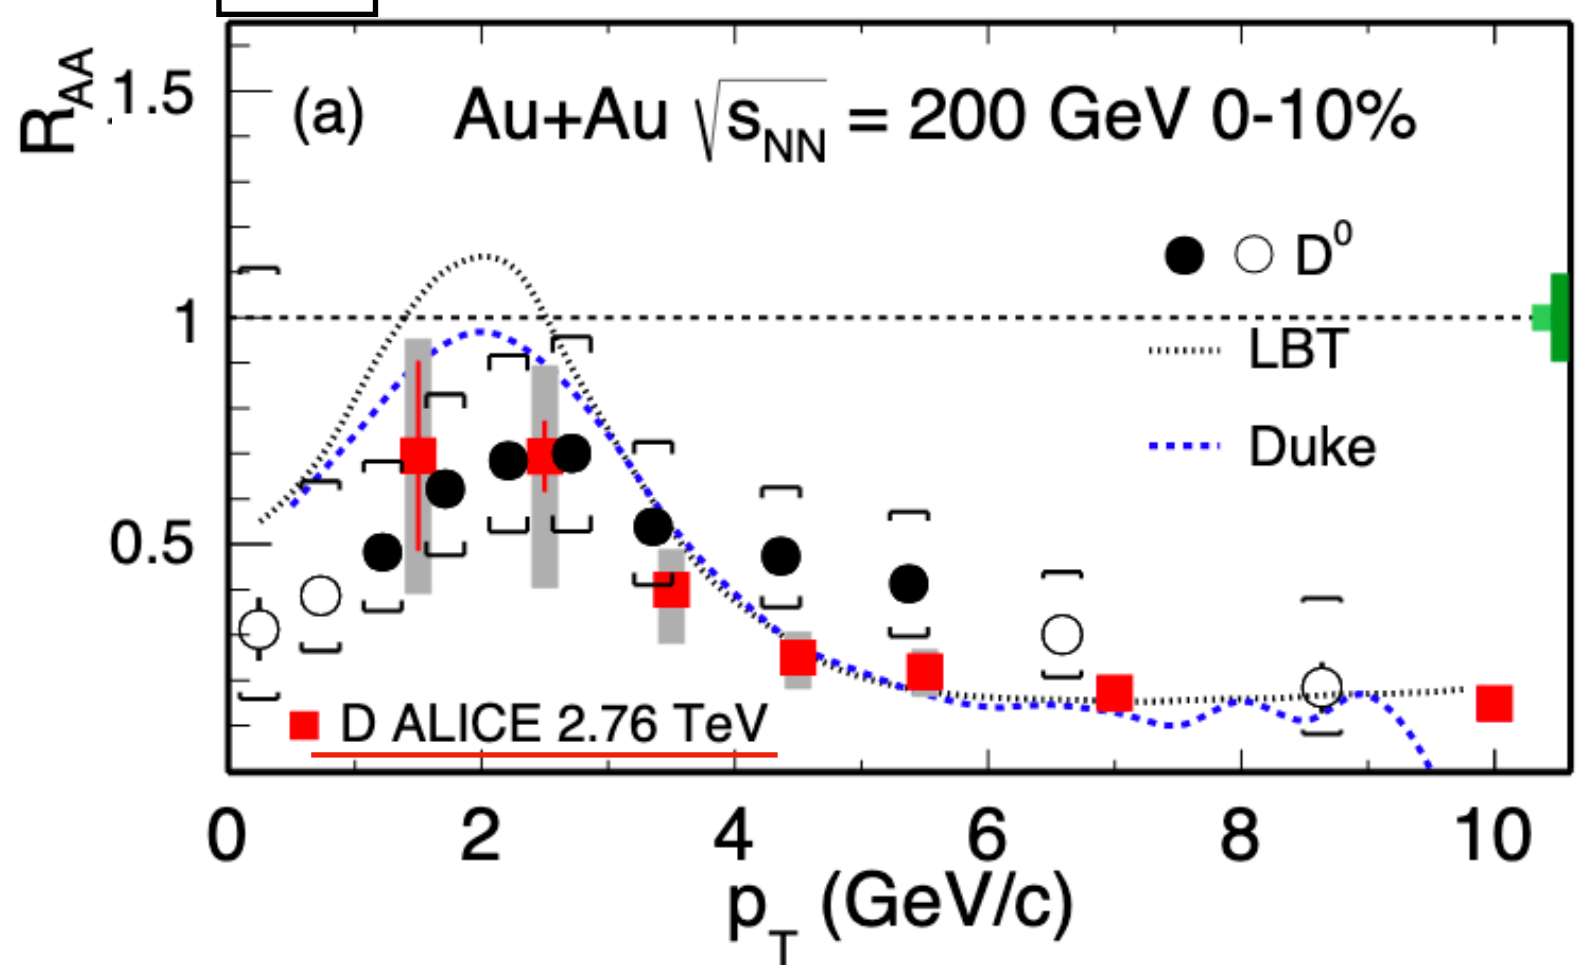 R_AA
1.5
(a) Au+Au √s_NN = 200 GeV 0-10%
D^0
1
LBT
Duke
0.5
D ALICE 2.76 TeV
0 2 4 6 8 10
p_T (GeV/c)